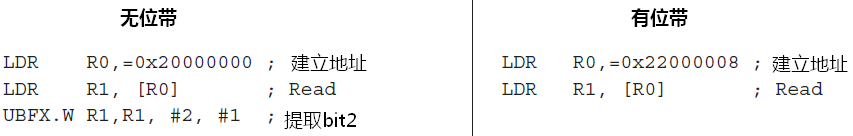 无位带
LDR R0,=0x20000000 ; 建立地址
LDR R1, [R0] ; Read
UBFX.W R1,R1, #2, #1 ; 提取bit2
有位带
LDR R0,=0x22000008 ; 建立地址
LDR R1, [R0] ; Read